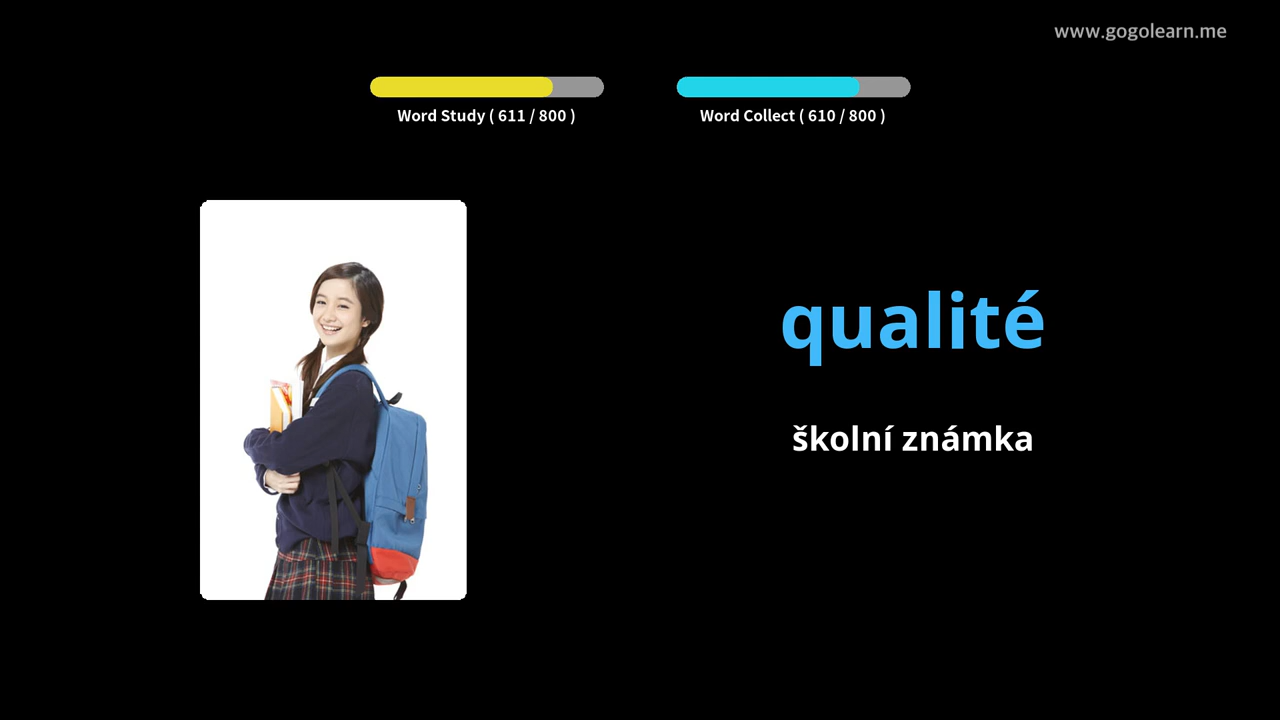 www.gogolearn.me
Word Study ( 611 / 800 )
Word Collect ( 610 / 800 )
qualité
školní známka